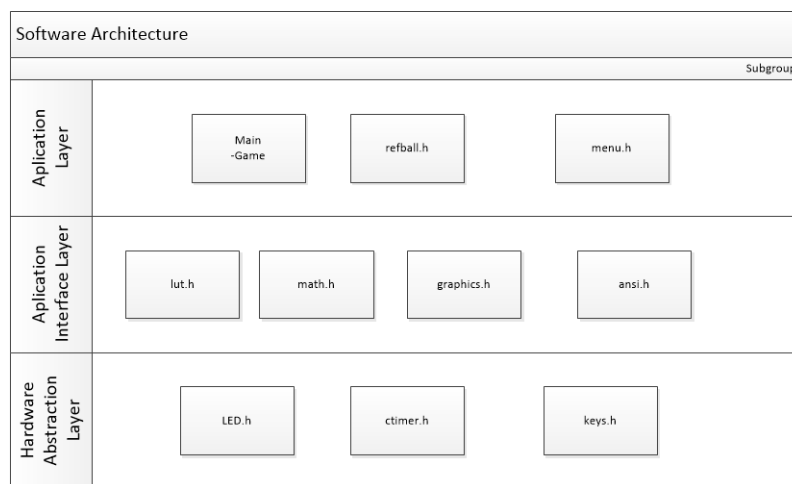 Software Architecture
Subgroup
Aplication
Layer
Main
-Game
refball.h
menu.h
Aplication
Interface Layer
lut.h
math.h
graphics.h
ansi.h
Hardware
Abstraction
Layer
LED.h
ctimer.h
keys.h